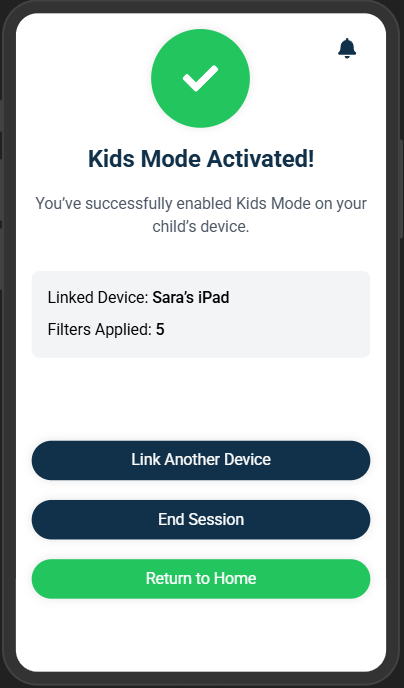 Kids Mode Activated!
You’ve successfully enabled Kids Mode on your
child’s device.
Linked Device: Sara’s iPad
Filters Applied: 5
Link Another Device
End Session
Return to Home